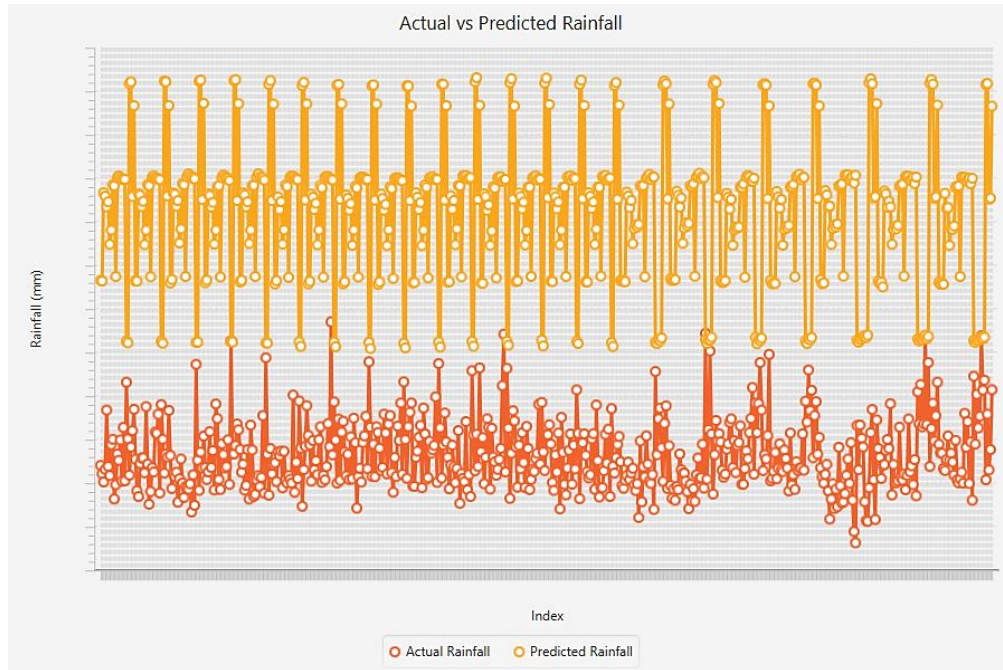 Actual vs Predicted Rainfall
Rainfall (mm)
Index
Actual Rainfall
Predicted Rainfall